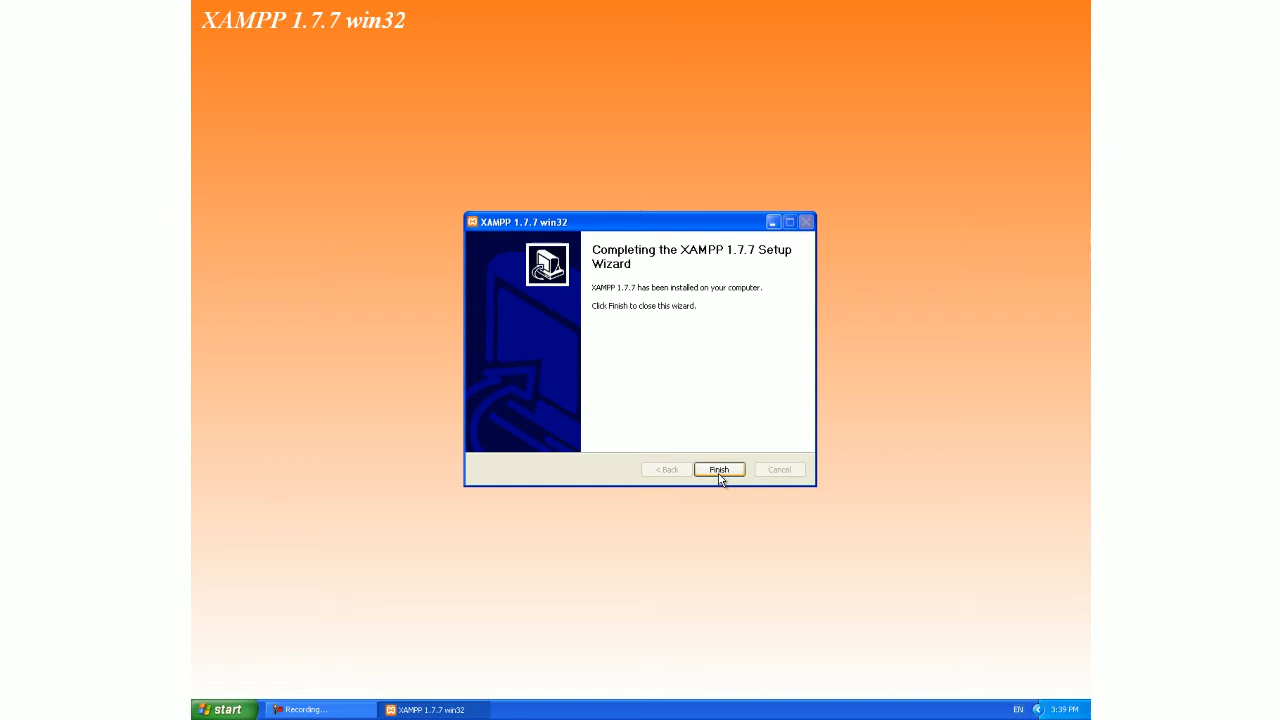 XAMPP 1.7.7 win32
XAMPP 1.7.7 win32
Completing the XAMPP 1.7.7 Setup
Wizard
XAMPP 1.7.7 has been installed on your computer.
Click Finish to close this wizard.
< Back Finish Cancel
start Recording... XAMPP 1.7.7 win32 EN 3:39 PM